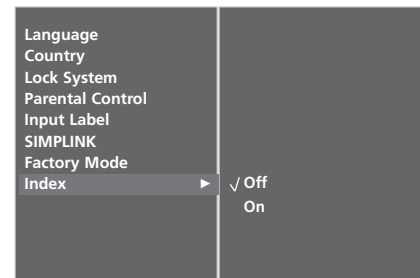 Language
Country
Lock System
Parental Control
Input Label
SIMPLINK
Factory Mode
Index ►
√ Off
On